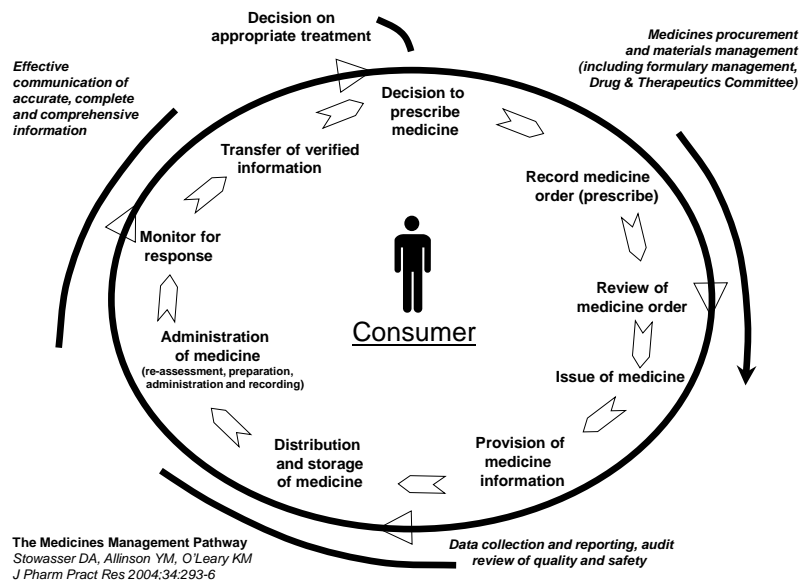 Decision on
appropriate treatment
Medicines procurement
and materials management
(including formulary management,
Drug & Therapeutics Committee)
Effective
communication of
accurate, complete
and comprehensive
information
Decision to
prescribe
medicine
Record medicine
order (prescribe)
Review of
medicine order
Issue of medicine
Provision of
medicine
information
Distribution
and storage
of medicine
Administration
of medicine
(re-assessment, preparation,
administration and recording)
Monitor for
response
Transfer of verified
information
Consumer
Data collection and reporting, audit
review of quality and safety
The Medicines Management Pathway
Stowasser DA, Allinson YM, O'Leary KM
J Pharm Pract Res 2004;34:293-6